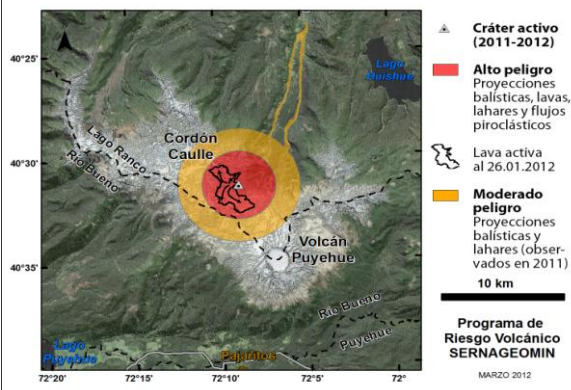 40°25'
40°30'
40°35'
72°20'
72°15'
72°10'
72°5'
72°
Lago
Huishue
Cordón
Caulle
Lago Ranco
Río Bueno
Volcán
Puyehue
Río Bueno
Puyehue
Lago
Puyehue
Pajaritos
Cráter activo
(2011-2012)
Alto peligro
Proyecciones
balísticas, lavas,
lahares y flujos
piroclásticos
Lava activa
al 26.01.2012
Moderado
peligro
Proyecciones
balísticas y
lahares (obser-
vados en 2011)
10 km
Programa de
Riesgo Volcánico
SERNAGEOMIN
MARZO 2012